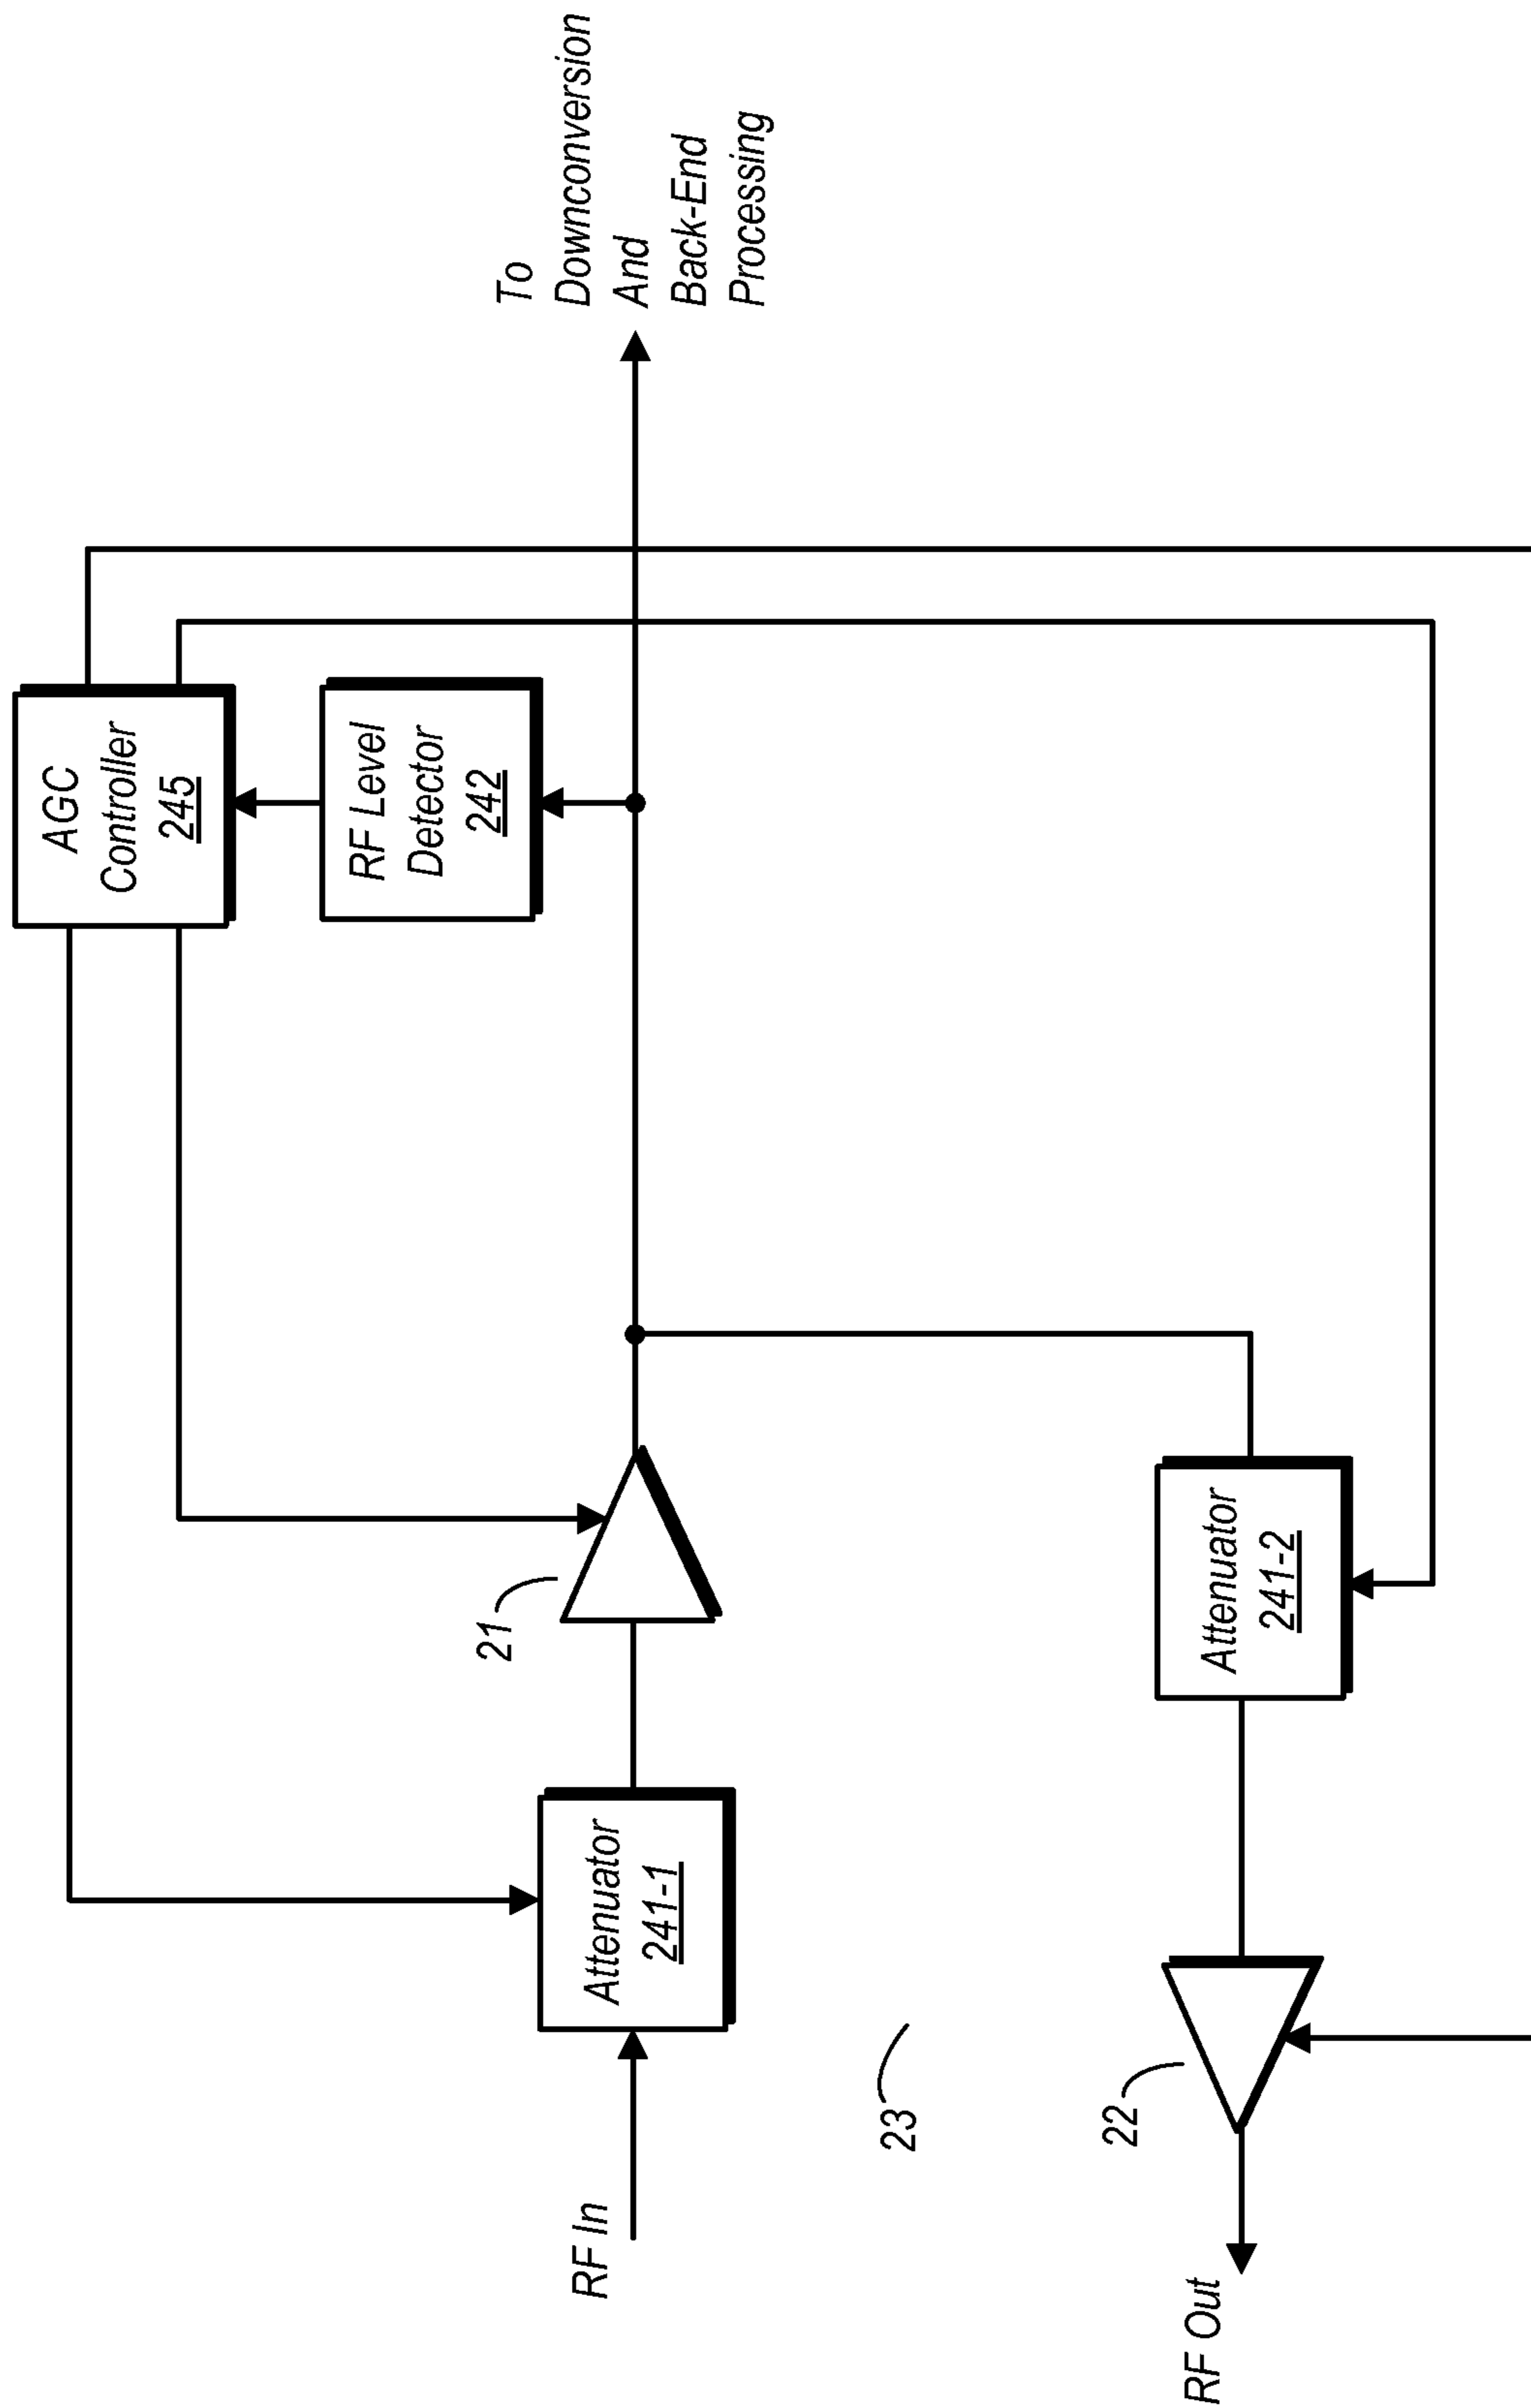 AGC
Controller
245
RF Level
Detector
242
To
Downconversion
And
Back-End
Processing
21
RF In
Attenuator
241-1
23
22
Attenuator
241-2
RF Out